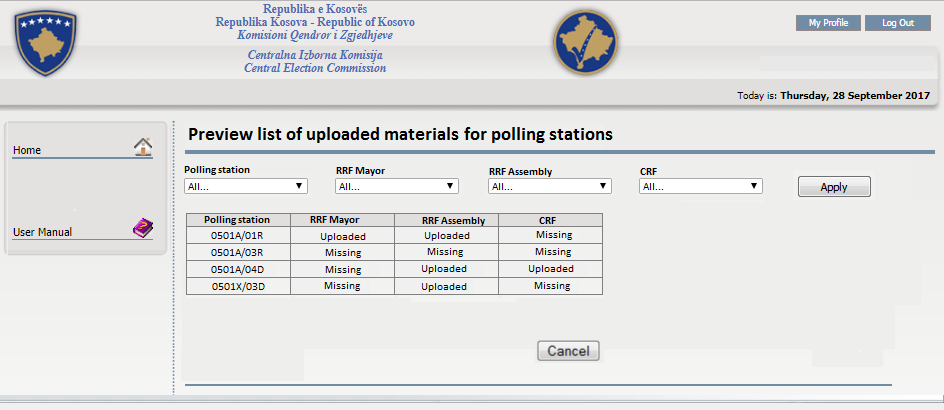 Republika e Kosovës
Republika Kosova - Republic of Kosovo
Komisioni Qendror i Zgjedhjeve
Centralna Izborna Komisija
Central Election Commission
My Profile
Log Out
Today is: Thursday, 28 September 2017
Home
User Manual
Preview list of uploaded materials for polling stations
Polling station RRF Mayor RRF Assembly CRF
All... All... All... All... Apply
Polling station RRF Mayor RRF Assembly CRF
0501A/01R Uploaded Uploaded Missing
0501A/03R Missing Missing Missing
0501A/04D Missing Uploaded Uploaded
0501X/03D Missing Uploaded Missing
Cancel